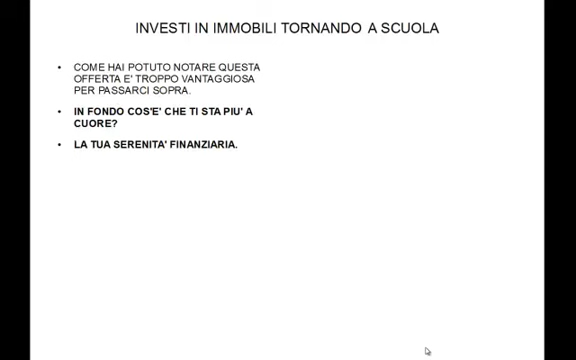 INVESTI IN IMMOBILI TORNANDO A SCUOLA
• COME HAI POTUTO NOTARE QUESTA
OFFERTA E' TROPPO VANTAGGIOSA
PER PASSARCI SOPRA.
• IN FONDO COS'E' CHE TI STA PIU' A
CUORE?
• LA TUA SERENITA' FINANZIARIA.